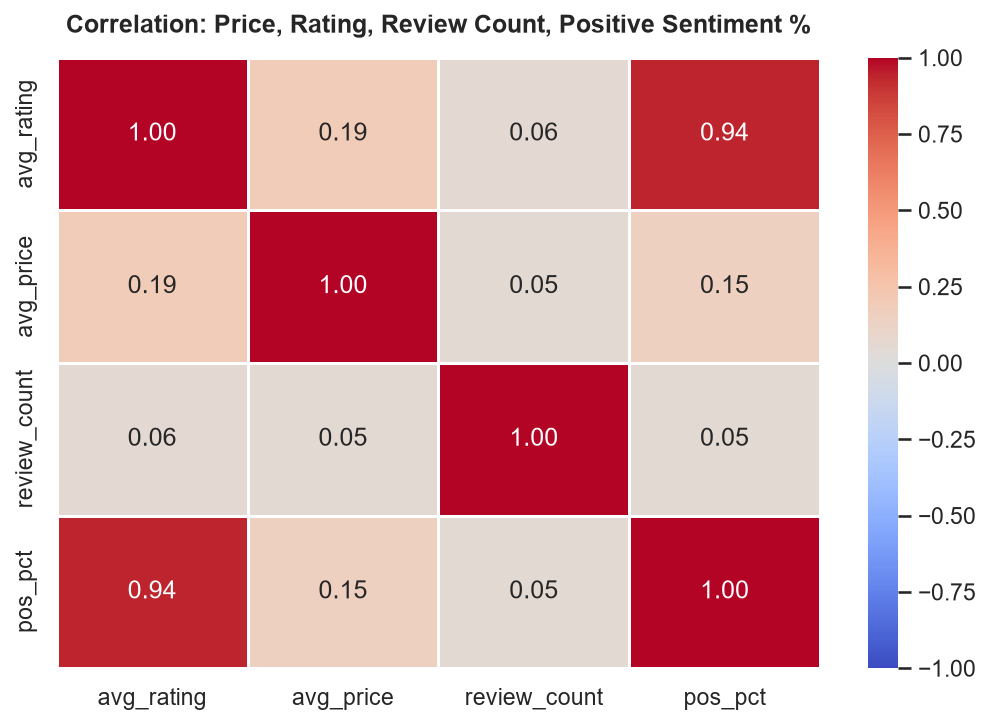 Correlation: Price, Rating, Review Count, Positive Sentiment %
avg_rating
1.00 0.19 0.06 0.94
avg_price
0.19 1.00 0.05 0.15
review_count
0.06 0.05 1.00 0.05
pos_pct
0.94 0.15 0.05 1.00
avg_rating avg_price review_count pos_pct
1.00
0.75
0.50
0.25
0.00
−0.25
−0.50
−0.75
−1.00